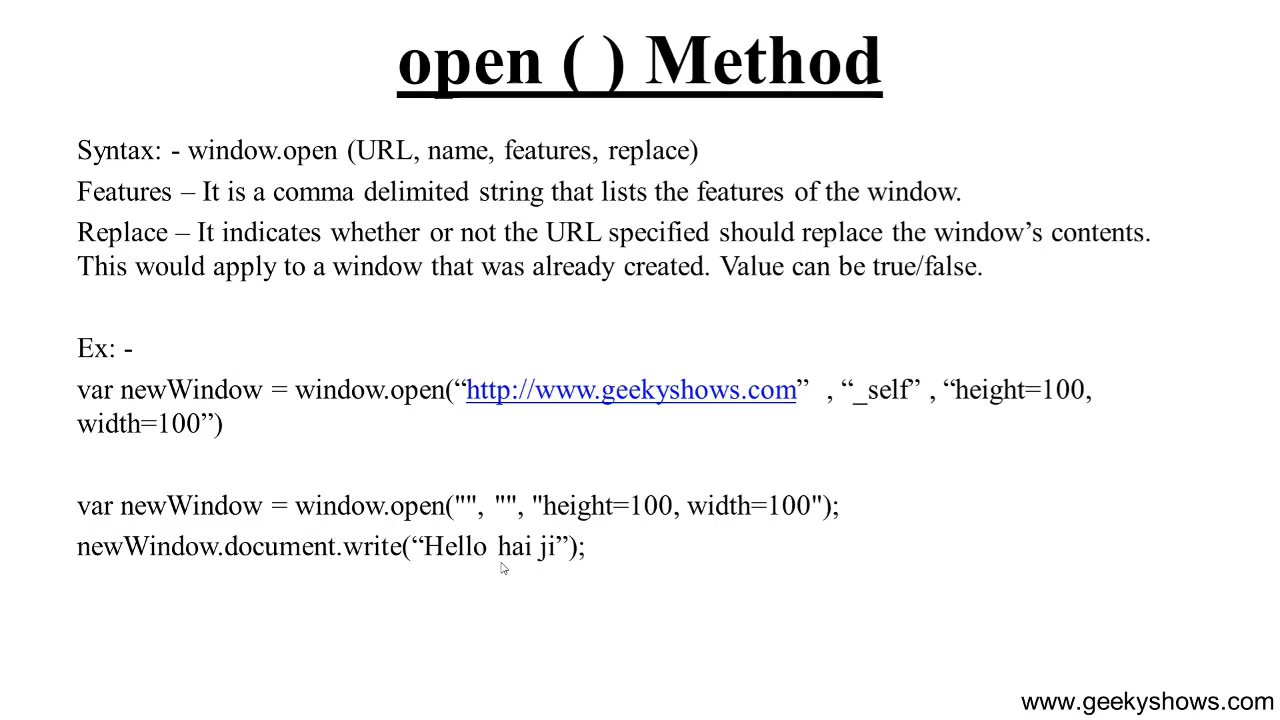 open ( ) Method
Syntax: - window.open (URL, name, features, replace)
Features – It is a comma delimited string that lists the features of the window.
Replace – It indicates whether or not the URL specified should replace the window’s contents.
This would apply to a window that was already created. Value can be true/false.
Ex: -
var newWindow = window.open(“http://www.geekyshows.com” , “_self” , “height=100,
width=100”)
var newWindow = window.open("", "", "height=100, width=100");
newWindow.document.write(“Hello hai ji”);
www.geekyshows.com